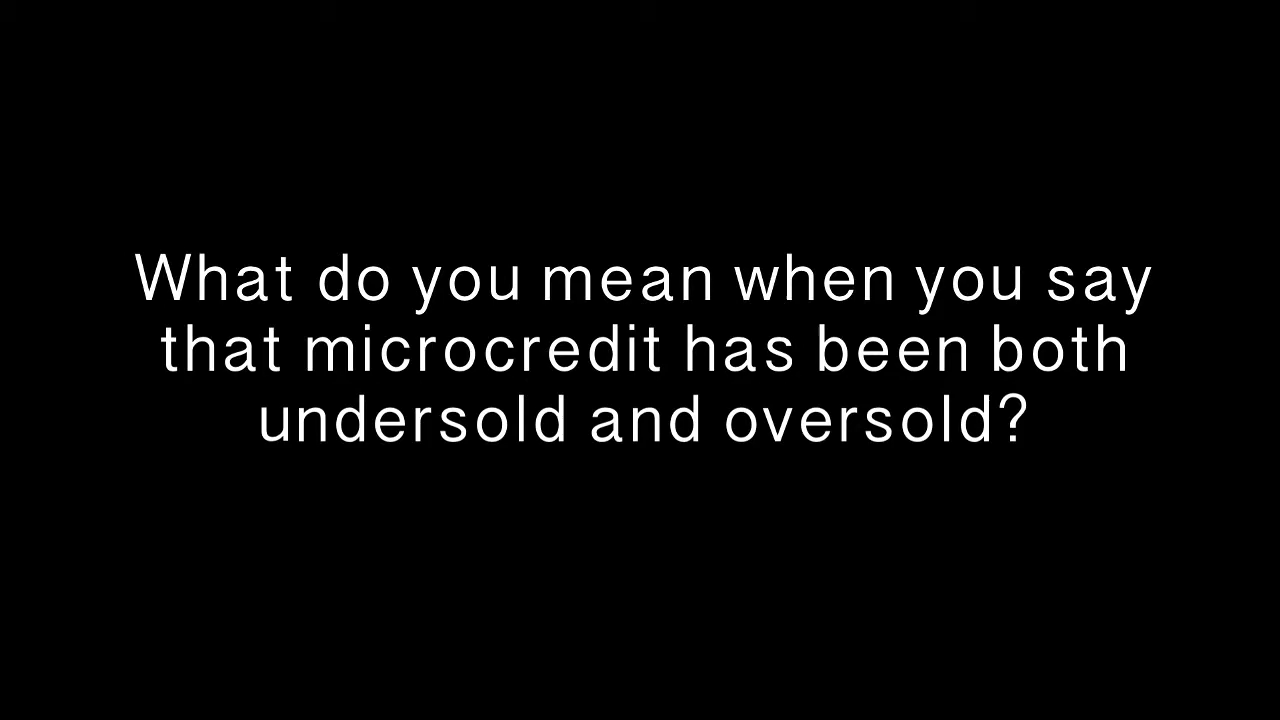 What do you mean when you say
that microcredit has been both
undersold and oversold?